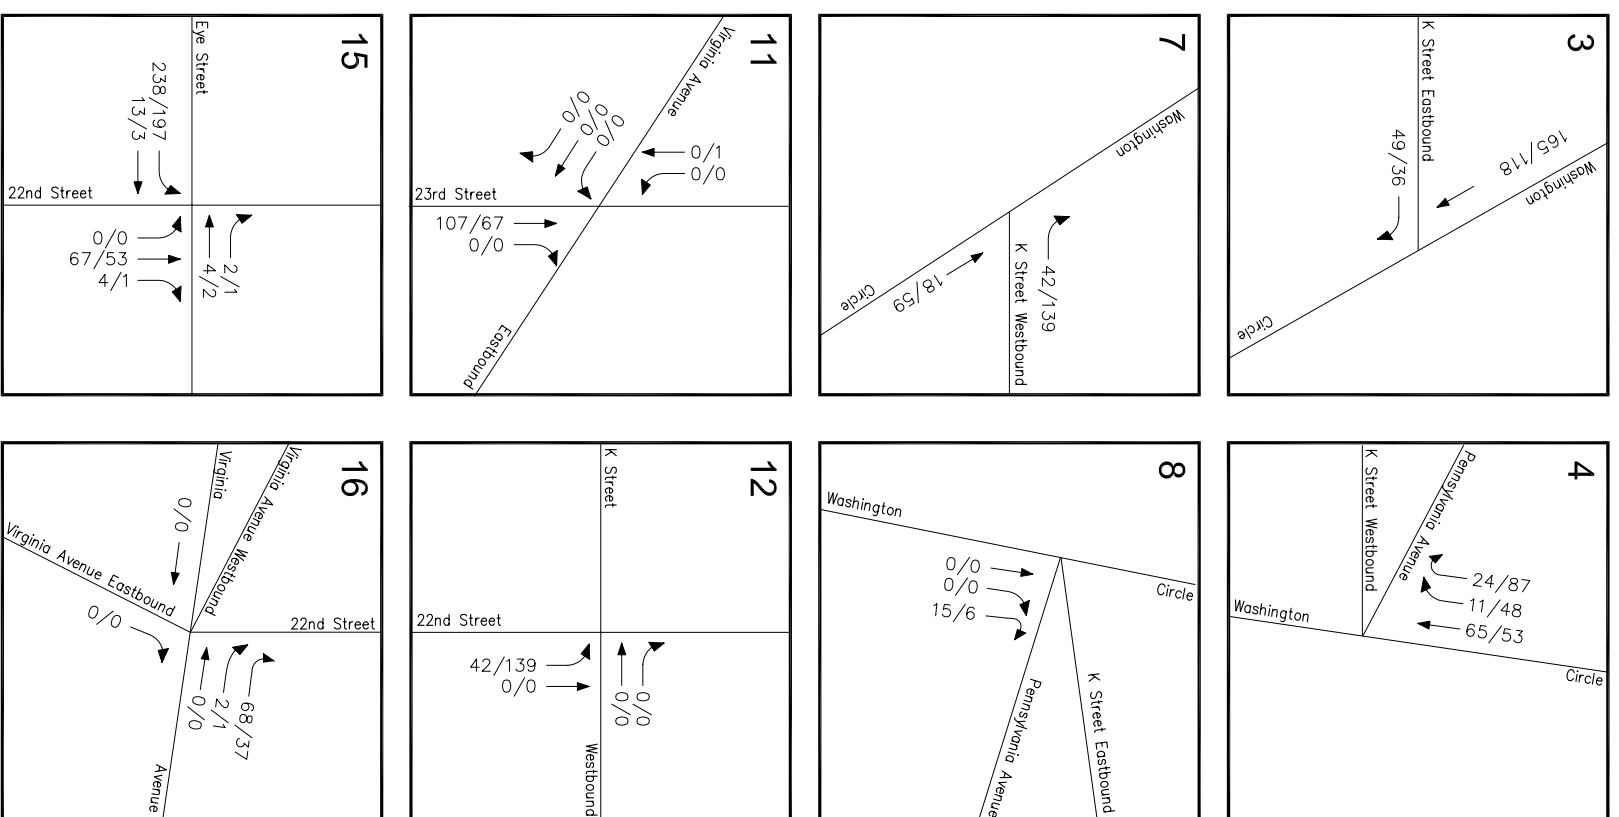 15
Eye Street
238/197
13/3
22nd Street
0/0
67/53
4/1
4/2
2/1
11
Virginia Avenue
0/0
0/0
0/0
0/1
0/0
23rd Street
107/67
0/0
Eastbound
7
Washington
Circle
18/59
K Street Westbound
42/139
3
K Street Eastbound
49/36
165/118
Washington
Circle
16
Virginia
Virginia Avenue Westbound
0/0
Virginia Avenue Eastbound
0/0
22nd Street
0/0
2/1
68/37
Avenue
12
K Street
22nd Street
42/139
0/0
0/0
0/0
Westbound
8
Washington
0/0
0/0
15/6
Circle
Pennsylvania Avenue
K Street Eastbound
4
K Street Westbound
Pennsylvania Avenue
24/87
11/48
65/53
Washington
Circle